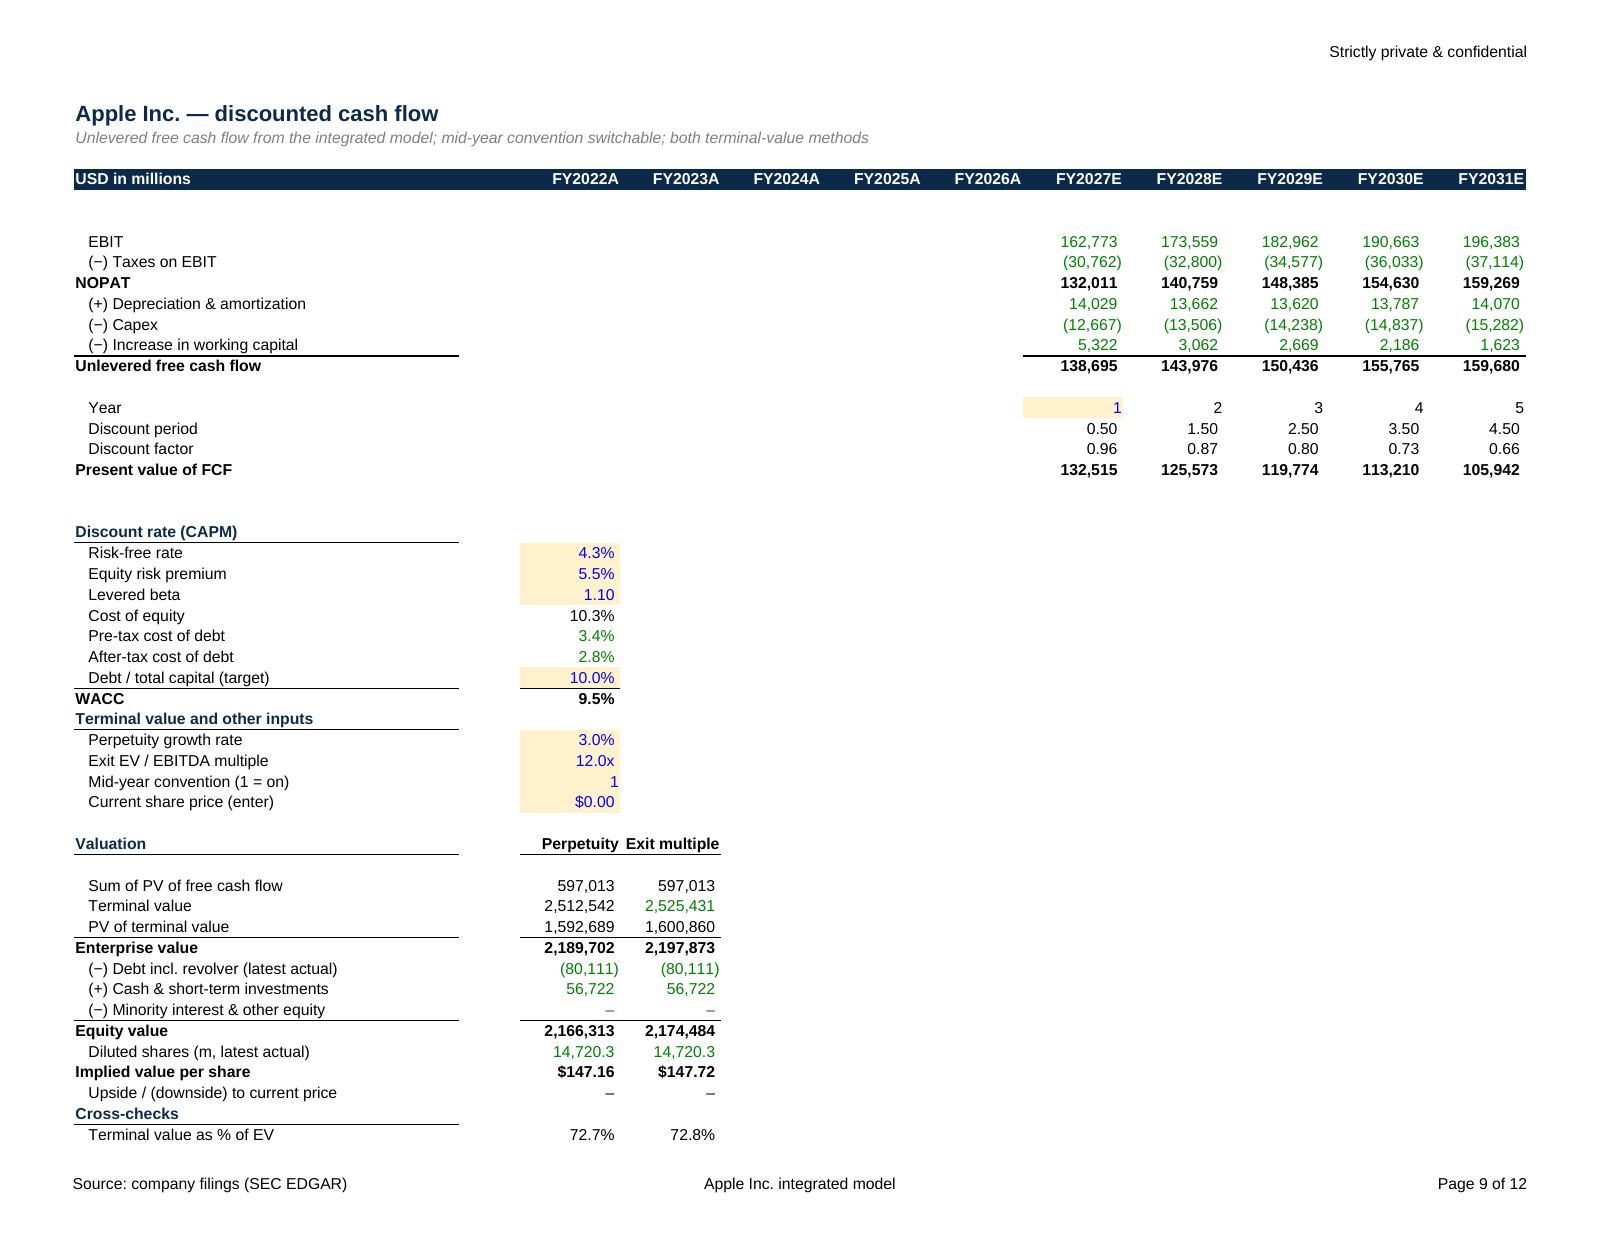 Strictly private & confidential
Apple Inc. — discounted cash flow
Unlevered free cash flow from the integrated model; mid-year convention switchable; both terminal-value methods
USD in millions FY2022A FY2023A FY2024A FY2025A FY2026A FY2027E FY2028E FY2029E FY2030E FY2031E
EBIT 162,773 173,559 182,962 190,663 196,383
(−) Taxes on EBIT (30,762) (32,800) (34,577) (36,033) (37,114)
NOPAT 132,011 140,759 148,385 154,630 159,269
(+) Depreciation & amortization 14,029 13,662 13,620 13,787 14,070
(−) Capex (12,667) (13,506) (14,238) (14,837) (15,282)
(−) Increase in working capital 5,322 3,062 2,669 2,186 1,623
Unlevered free cash flow 138,695 143,976 150,436 155,765 159,680
Year 1 2 3 4 5
Discount period 0.50 1.50 2.50 3.50 4.50
Discount factor 0.96 0.87 0.80 0.73 0.66
Present value of FCF 132,515 125,573 119,774 113,210 105,942
Discount rate (CAPM)
Risk-free rate 4.3%
Equity risk premium 5.5%
Levered beta 1.10
Cost of equity 10.3%
Pre-tax cost of debt 3.4%
After-tax cost of debt 2.8%
Debt / total capital (target) 10.0%
WACC 9.5%
Terminal value and other inputs
Perpetuity growth rate 3.0%
Exit EV / EBITDA multiple 12.0x
Mid-year convention (1 = on) 1
Current share price (enter) $0.00
Valuation Perpetuity Exit multiple
Sum of PV of free cash flow 597,013 597,013
Terminal value 2,512,542 2,525,431
PV of terminal value 1,592,689 1,600,860
Enterprise value 2,189,702 2,197,873
(−) Debt incl. revolver (latest actual) (80,111) (80,111)
(+) Cash & short-term investments 56,722 56,722
(−) Minority interest & other equity – –
Equity value 2,166,313 2,174,484
Diluted shares (m, latest actual) 14,720.3 14,720.3
Implied value per share $147.16 $147.72
Upside / (downside) to current price – –
Cross-checks
Terminal value as % of EV 72.7% 72.8%
Source: company filings (SEC EDGAR) Apple Inc. integrated model Page 9 of 12